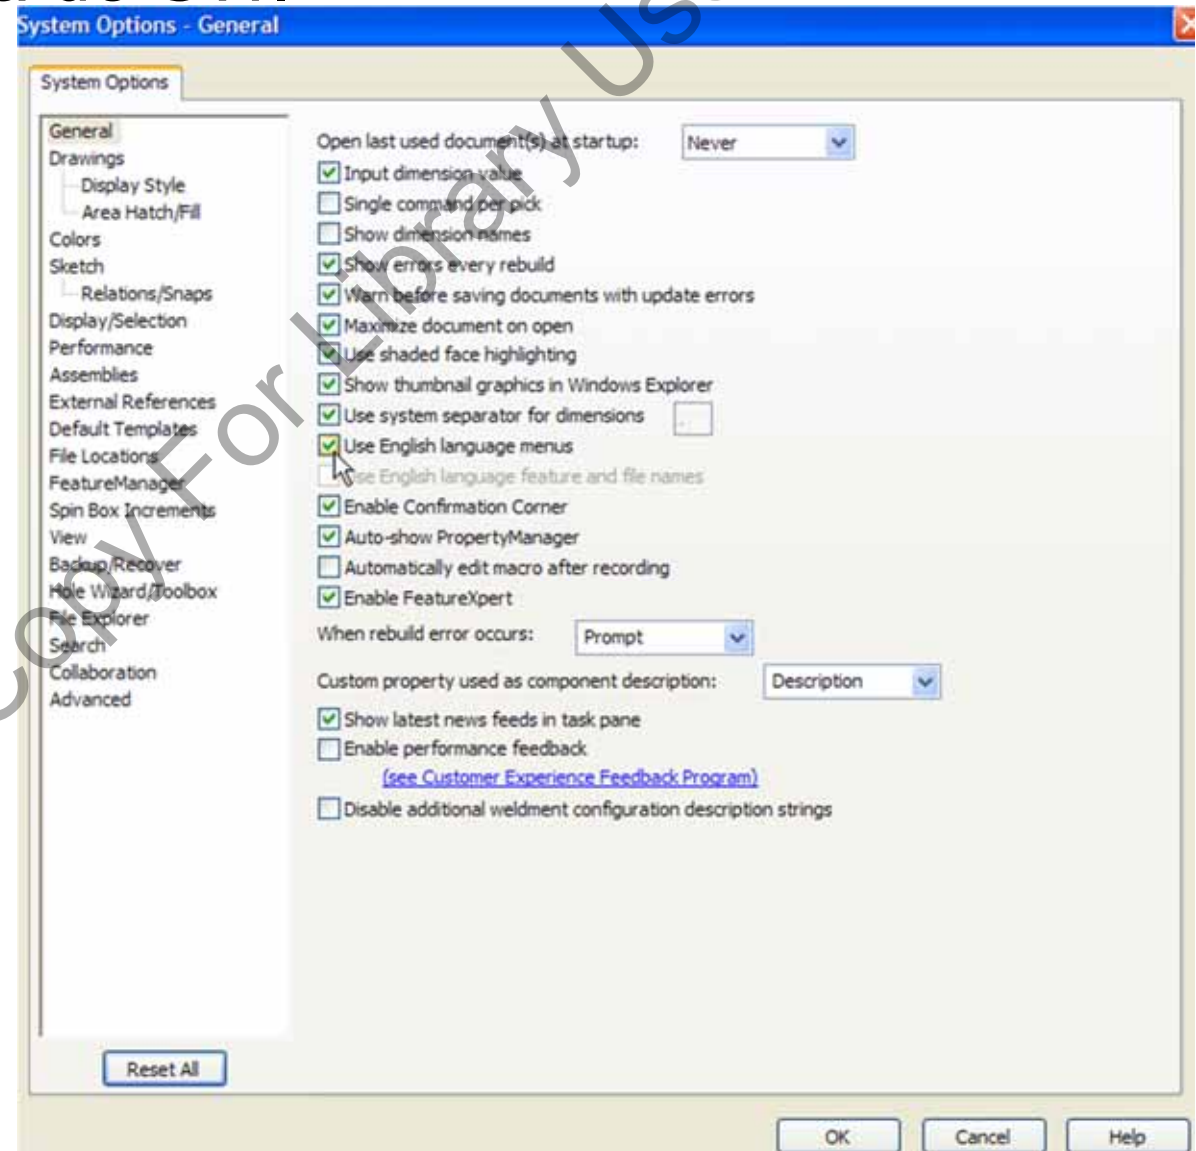 System Options - General
System Options
General
Drawings
Display Style
Area Hatch/Fill
Colors
Sketch
Relations/Snaps
Display/Selection
Performance
Assemblies
External References
Default Templates
File Locations
FeatureManager
Spin Box Increments
View
Backup/Recover
Hole Wizard/Toolbox
File Explorer
Search
Collaboration
Advanced
Reset All
Open last used document(s) at startup: Never
Input dimension value
Single command per pick
Show dimension names
Show errors every rebuild
Warn before saving documents with update errors
Maximize document on open
Use shaded face highlighting
Show thumbnail graphics in Windows Explorer
Use system separator for dimensions .
Use English language menus
Use English language feature and file names
Enable Confirmation Corner
Auto-show PropertyManager
Automatically edit macro after recording
Enable FeatureXpert
When rebuild error occurs: Prompt
Custom property used as component description: Description
Show latest news feeds in task pane
Enable performance feedback
(see Customer Experience Feedback Program)
Disable additional weldment configuration description strings
OK Cancel Help
Copy For Library Us